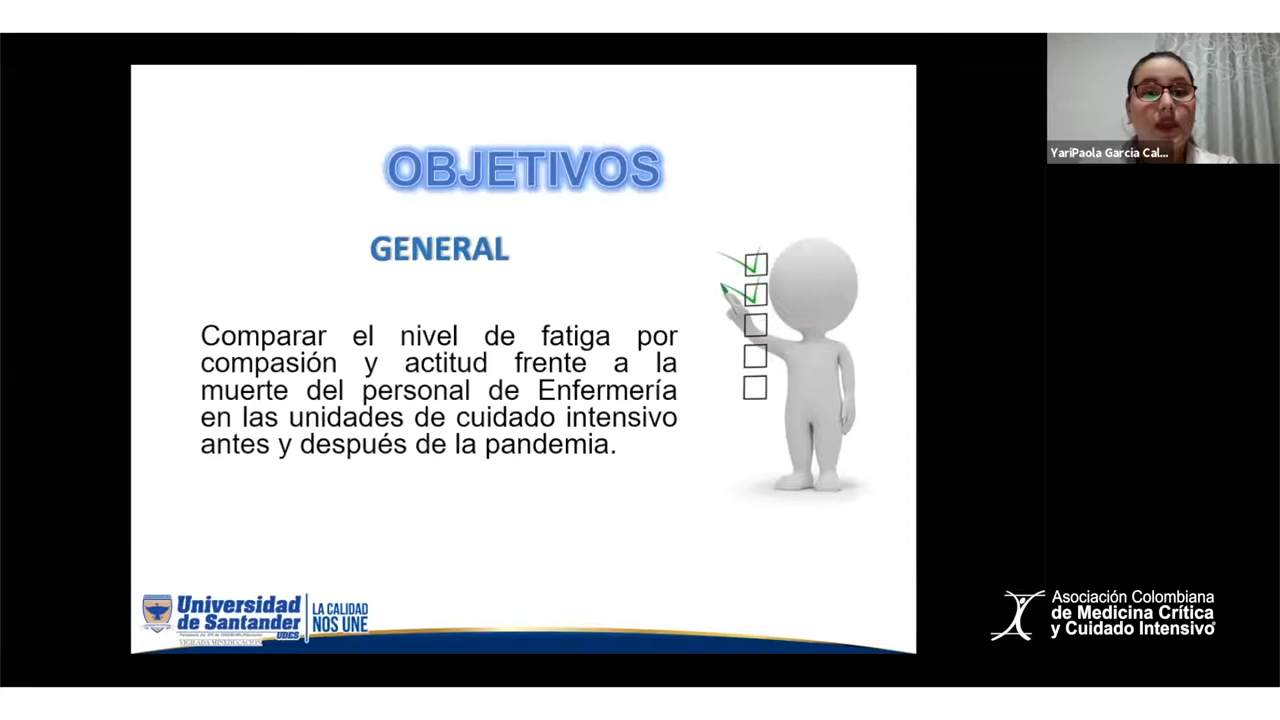 OBJETIVOS
GENERAL
Comparar el nivel de fatiga por
compasión y actitud frente a la
muerte del personal de Enfermería
en las unidades de cuidado intensivo
antes y después de la pandemia.
YariPaola Garcia Cal...
Universidad
de Santander
UDES
VIGILADA MINEDUCACIÓN
LA CALIDAD
NOS UNE
Asociación Colombiana
de Medicina Crítica
y Cuidado Intensivo